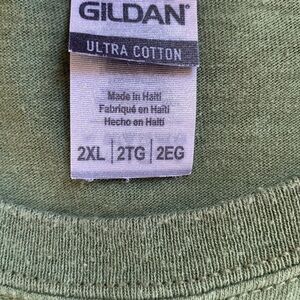 GILDAN®
ULTRA COTTON
Made in Haiti
Fabriqué en Haïti
Hecho en Haití
2XL | 2TG | 2EG